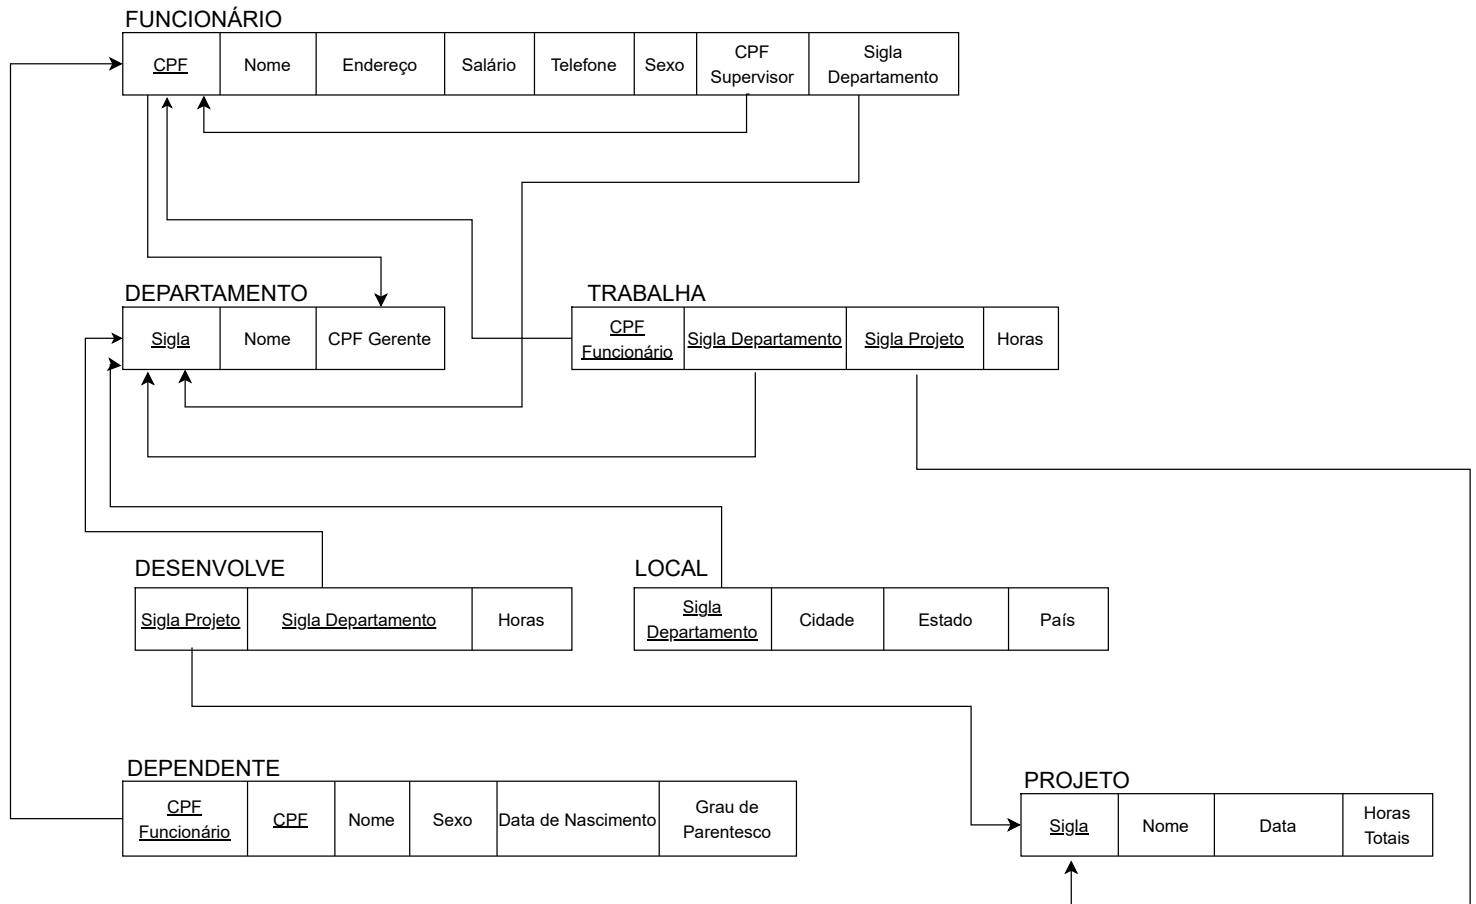 FUNCIONÁRIO
CPF Nome Endereço Salário Telefone Sexo CPF Supervisor Sigla Departamento
DEPARTAMENTO
Sigla Nome CPF Gerente
TRABALHA
CPF Funcionário Sigla Departamento Sigla Projeto Horas
DESENVOLVE
Sigla Projeto Sigla Departamento Horas
LOCAL
Sigla Departamento Cidade Estado País
DEPENDENTE
CPF Funcionário CPF Nome Sexo Data de Nascimento Grau de Parentesco
PROJETO
Sigla Nome Data Horas Totais